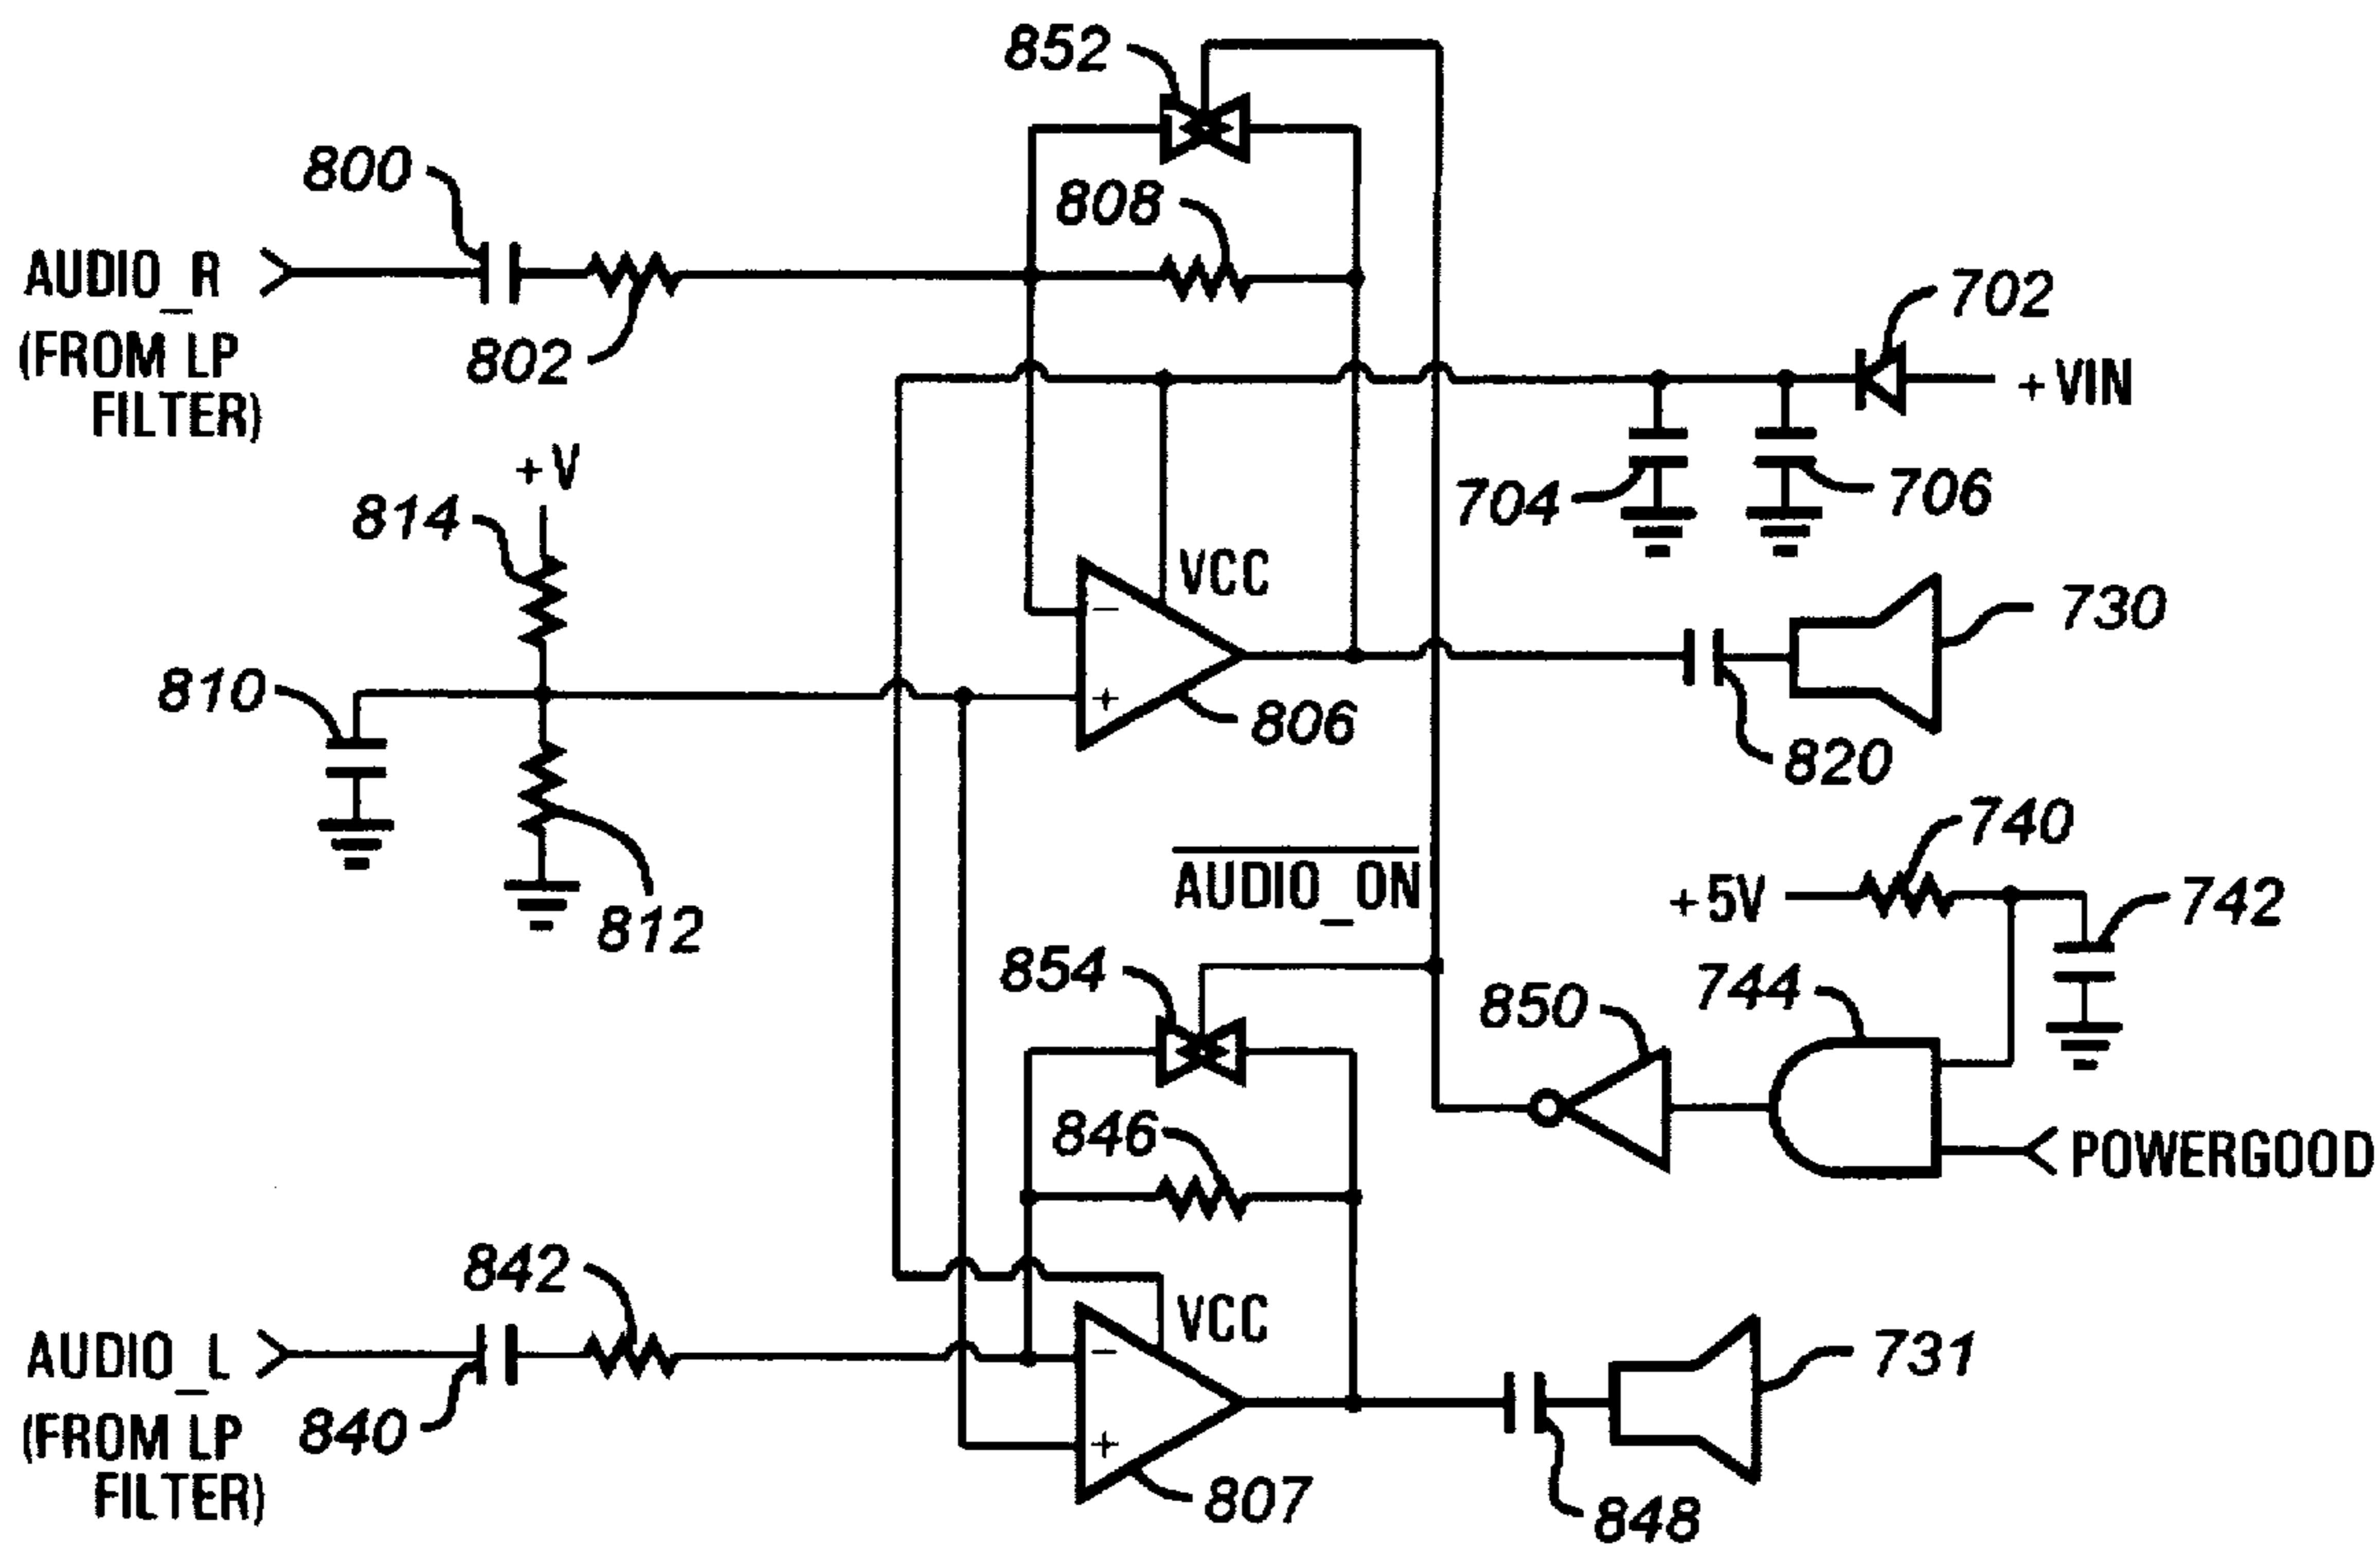 852
800
808
AUDIO_R
(FROM LP
FILTER)
802
702
+VIN
+V
814
704
706
VCC
730
810
−
+
806
820
812
AUDIO_ON
740
+5V
742
854
744
850
846
POWERGOOD
842
VCC
AUDIO_L
(FROM LP
FILTER)
840
−
+
731
807
848